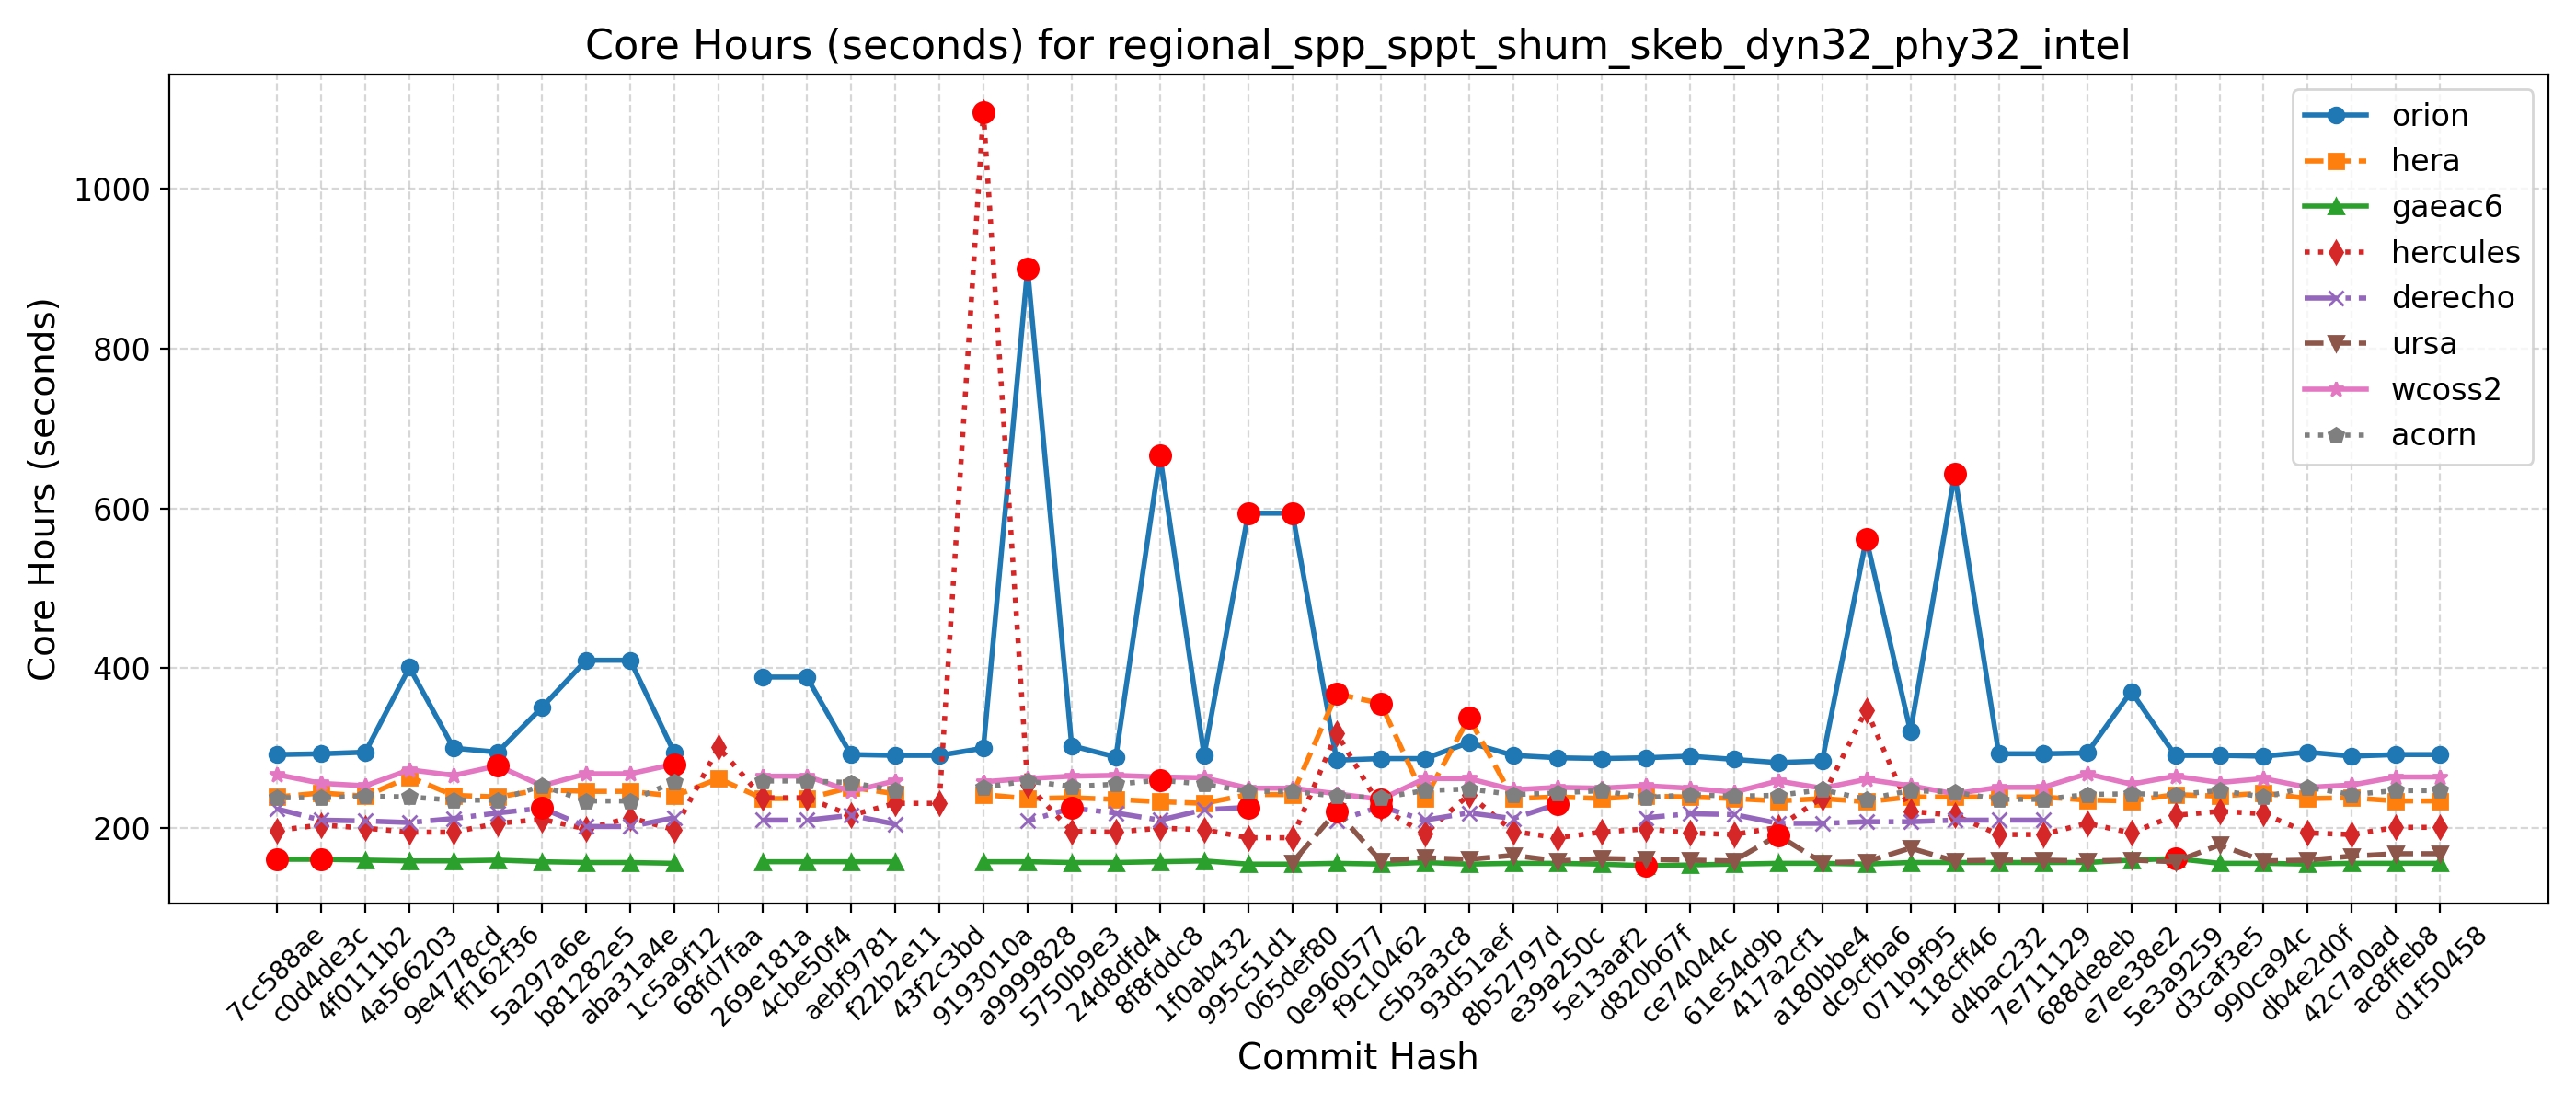 Core Hours (seconds) for regional_spp_sppt_shum_skeb_dyn32_phy32_intel
Core Hours (seconds)
1000
800
600
400
200
orion
hera
gaeac6
hercules
derecho
ursa
wcoss2
acorn
7cc588ae
c0d4de3c
4f0111b2
4a566203
9e4778cd
ff162f36
5a297a6e
b81282e5
aba31a4e
1c5a9f12
68fd7faa
269e181a
4cbe50f4
aebf9781
f22b2e11
43f2c3bd
9193010a
a9999828
5750b9e3
24d8dfd4
8f8fddc8
1f0ab432
995c51d1
065def80
0e960577
f9c10462
c5b3a3c8
93d51aef
8b52797d
e39a250c
5e13aaf2
d820b67f
ce74044c
61e54d9b
417a2cf1
a180bbe4
dc9cfba6
071b9f95
118cff46
d4bac232
7e711129
688de8eb
e7ee38e2
5e3a9259
d3caf3e5
990ca94c
db4e2d0f
42c7a0ad
ac8ffeb8
d1f50458
Commit Hash